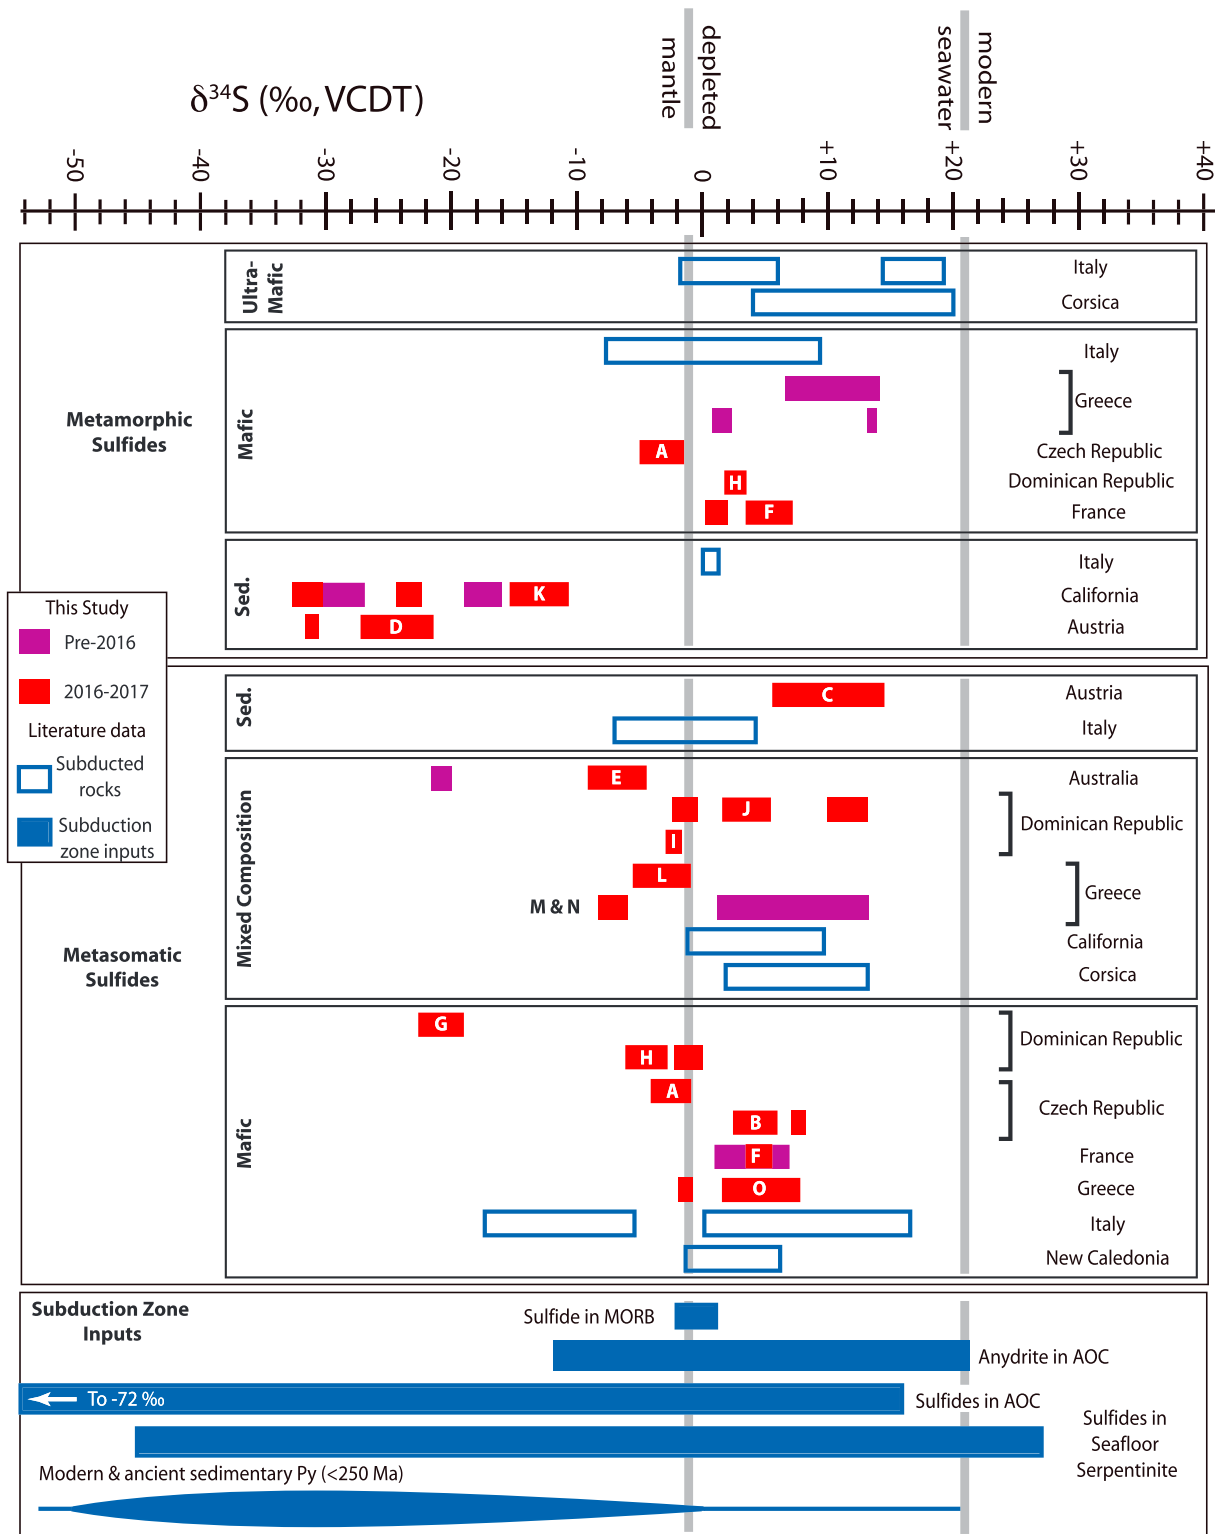 depleted
mantle
modern
seawater
δ34S (‰, VCDT)
-50
-40
-30
-20
-10
0
+10
+20
+30
+40
Metamorphic
Sulfides
Ultra-
Mafic
Italy
Corsica
Mafic
Italy
Greece
A
Czech Republic
H
Dominican Republic
F
France
Sed.
Italy
K
California
D
Austria
This Study
Pre-2016
2016-2017
Literature data
Subducted
rocks
Subduction
zone inputs
Metasomatic
Sulfides
Sed.
C
Austria
Italy
Mixed Composition
E
Australia
J
Dominican Republic
I
L
Greece
M & N
California
Corsica
Mafic
G
Dominican Republic
H
A
Czech Republic
B
F
France
O
Greece
Italy
New Caledonia
Subduction Zone
Inputs
Sulfide in MORB
Anydrite in AOC
To -72 ‰
Sulfides in AOC
Sulfides in
Seafloor
Serpentinite
Modern & ancient sedimentary Py (<250 Ma)